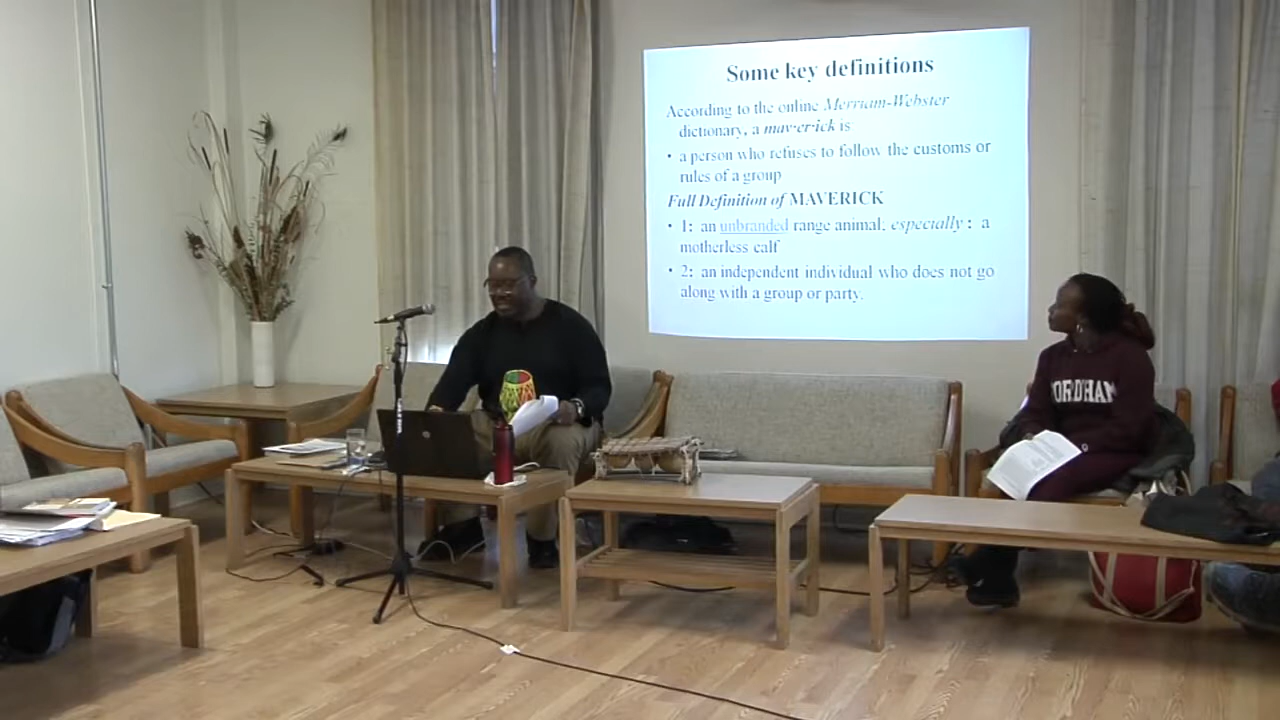 Some key definitions
According to the online Merriam-Webster
dictionary, a mav·er·ick is
• a person who refuses to follow the customs or
rules of a group
Full Definition of MAVERICK
• 1: an unbranded range animal; especially : a
motherless calf
• 2: an independent individual who does not go
along with a group or party.
ORDHAM